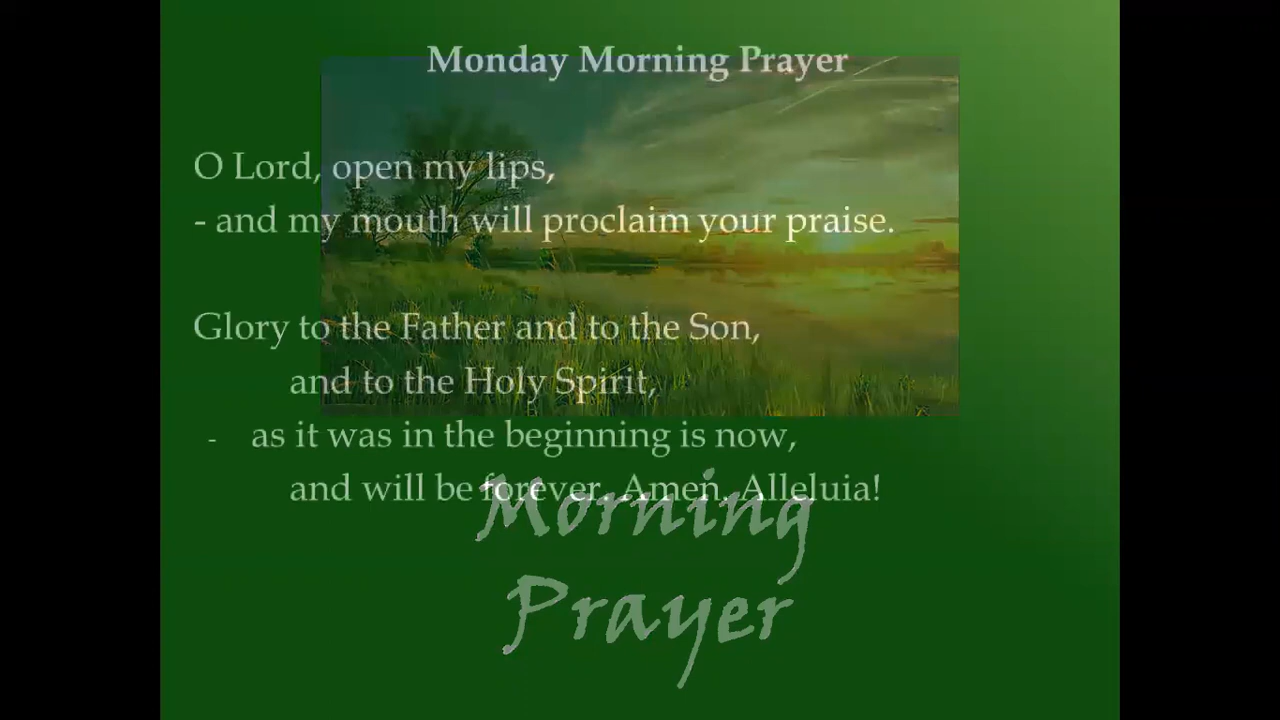 Monday Morning Prayer
O Lord, open my lips,
- and my mouth will proclaim your praise.
Glory to the Father and to the Son,
and to the Holy Spirit,
- as it was in the beginning is now,
and will be forever. Amen. Alleluia!
Morning
Prayer